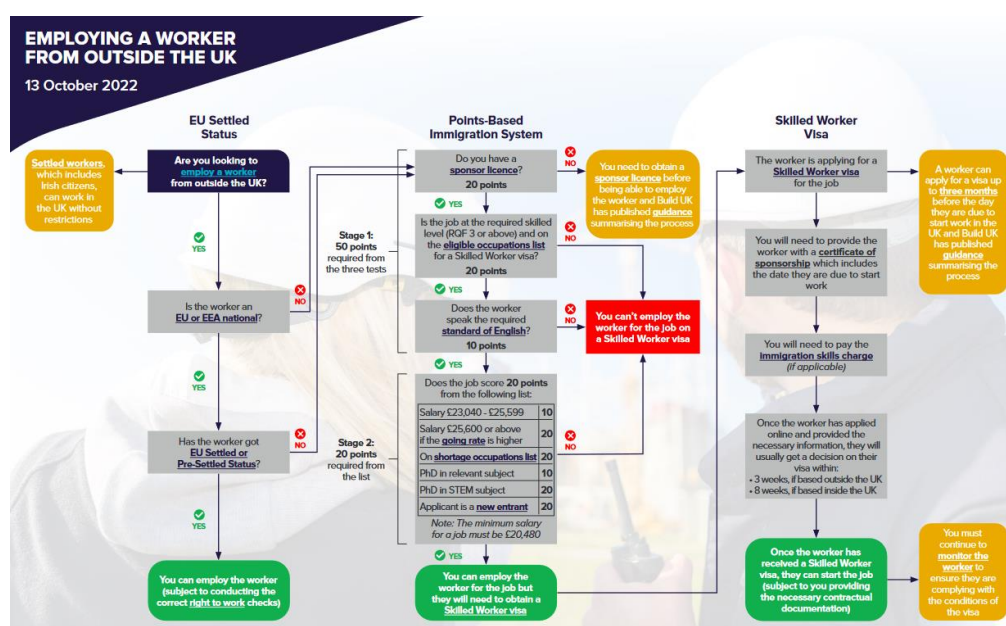 EMPLOYING A WORKER
FROM OUTSIDE THE UK
13 October 2022
EU Settled
Status
Settled workers,
which includes
Irish citizens,
can work in
the UK without
restrictions
Are you looking to
employ a worker
from outside the UK?
YES
Is the worker an
EU or EEA national?
NO
YES
Has the worker got
EU Settled or
Pre-Settled Status?
NO
YES
You can employ the worker
(subject to conducting the
correct right to work checks)
Points-Based
Immigration System
Stage 1:
50 points
required from
the three tests
Do you have a
sponsor licence?
20 points
NO
You need to obtain a
sponsor licence before
being able to employ
the worker and Build UK
has published guidance
summarising the process
YES
Is the job at the required skilled
level (RQF 3 or above) and on
the eligible occupations list
for a Skilled Worker visa?
20 points
NO
YES
Does the worker
speak the required
standard of English?
10 points
NO
You can't employ the
worker for the job on
a Skilled Worker visa
YES
Stage 2:
20 points
required from
the list
Does the job score 20 points
from the following list:
Salary £23,040 - £25,599 10
Salary £25,600 or above
if the going rate is higher 20
On shortage occupations list 20
PhD in relevant subject 10
PhD in STEM subject 20
Applicant is a new entrant 20
Note: The minimum salary
for a job must be £20,480
NO
YES
You can employ the
worker for the job but
they will need to obtain a
Skilled Worker visa
Skilled Worker
Visa
The worker is applying for a
Skilled Worker visa
for the job
A worker can
apply for a visa up
to three months
before the day
they are due to
start work in the
UK and Build UK
has published
guidance
summarising the
process
You will need to provide the
worker with a certificate of
sponsorship which includes
the date they are due to start
work
You will need to pay the
immigration skills charge
(if applicable)
Once the worker has applied
online and provided the
necessary information, they will
usually get a decision on their
visa within:
• 3 weeks, if based outside the UK
• 8 weeks, if based inside the UK
Once the worker has
received a Skilled Worker
visa, they can start the job
(subject to you providing
the necessary contractual
documentation)
You must
continue to
monitor the
worker to
ensure they are
complying with
the conditions of
the visa